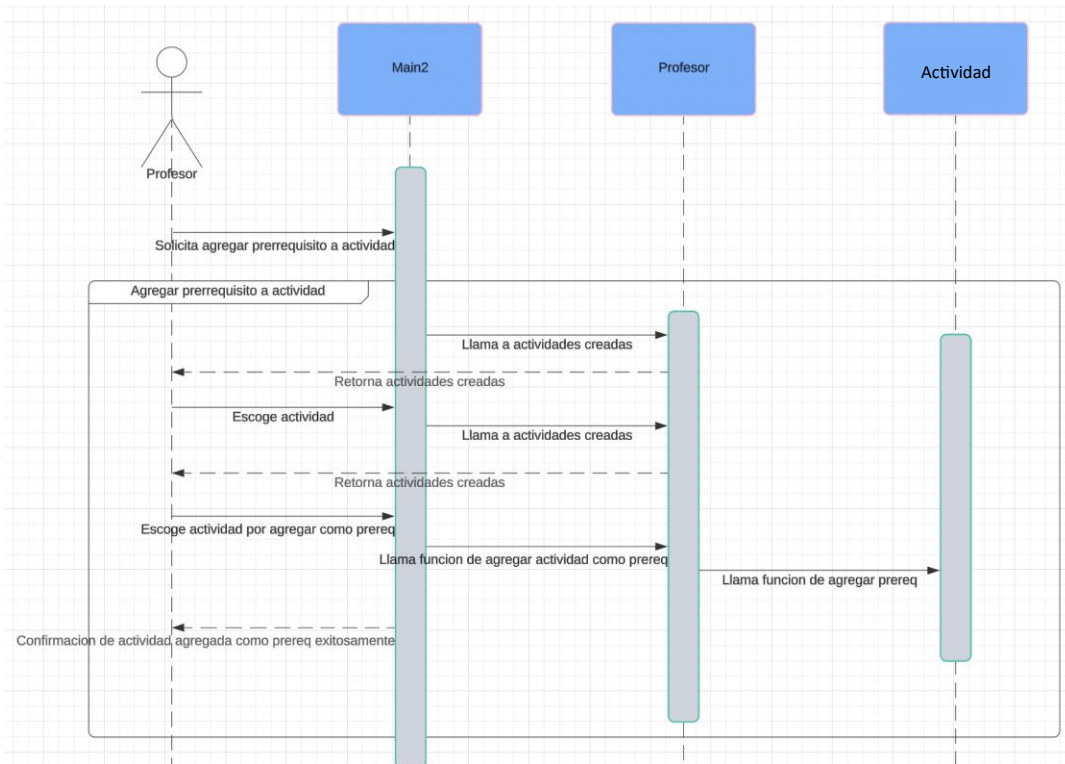 Main2
Profesor
Actividad
Profesor
Solicita agregar prerrequisito a actividad
Agregar prerrequisito a actividad
Llama a actividades creadas
Retorna actividades creadas
Escoge actividad
Llama a actividades creadas
Retorna actividades creadas
Escoge actividad por agregar como prereq
Llama funcion de agregar actividad como prereq
Llama funcion de agregar prereq
Confirmacion de actividad agregada como prereq exitosamente